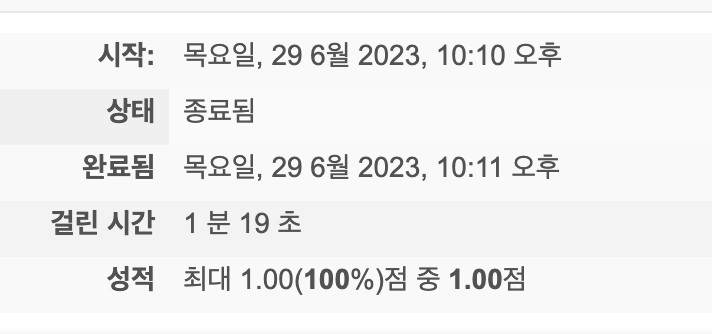 시작: 목요일, 29 6월 2023, 10:10 오후
상태 종료됨
완료됨 목요일, 29 6월 2023, 10:11 오후
걸린 시간 1 분 19 초
성적 최대 1.00(100%)점 중 1.00점